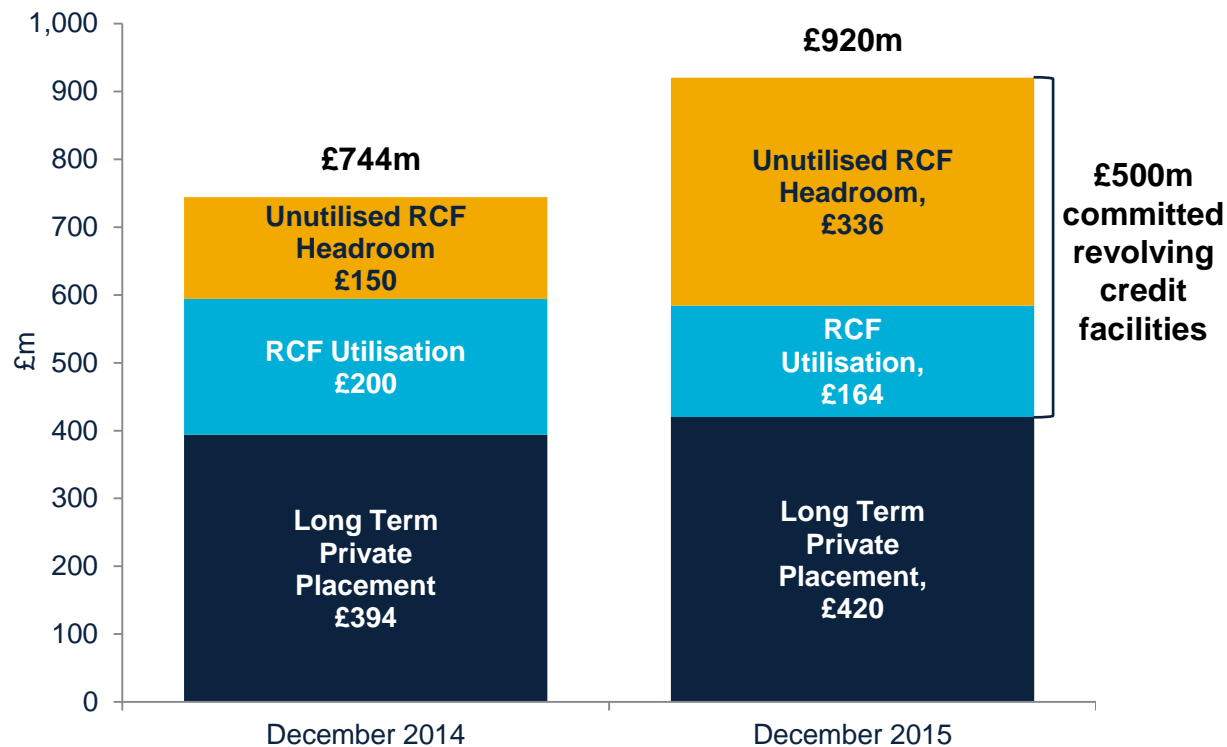 £m
1,000
900
800
700
600
500
400
300
200
100
0
£744m
Unutilised RCF
Headroom
£150
RCF Utilisation
£200
Long Term
Private
Placement
£394
December 2014
£920m
Unutilised RCF
Headroom,
£336
RCF
Utilisation,
£164
Long Term
Private
Placement,
£420
December 2015
£500m
committed
revolving
credit
facilities